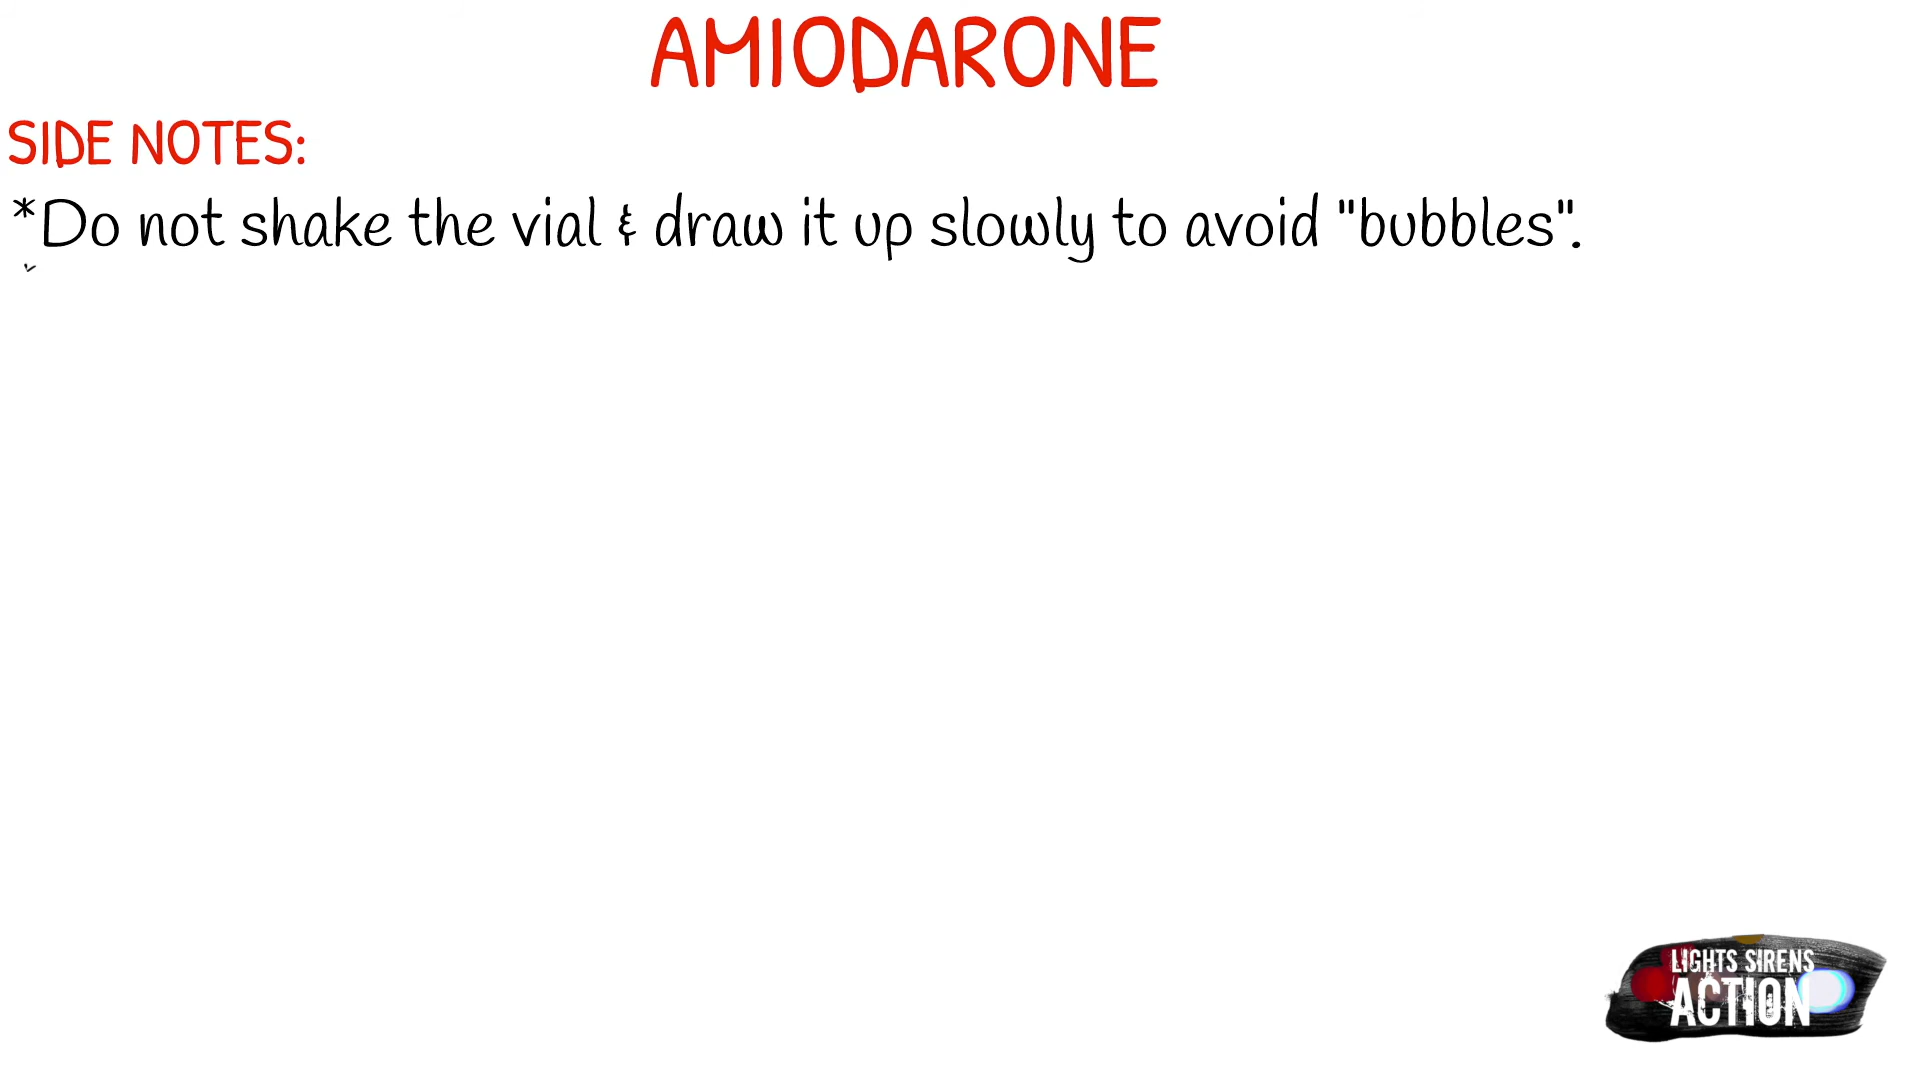 AMIODARONE
SIDE NOTES:
*Do not shake the vial & draw it up slowly to avoid "bubbles".
LIGHTS SIRENS
ACTION